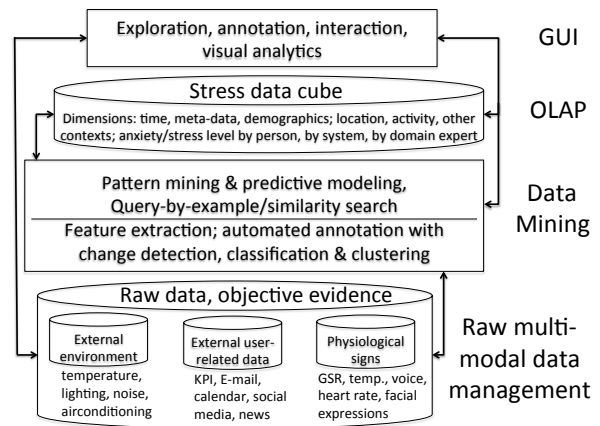 Exploration, annotation, interaction,
visual analytics
GUI
Stress data cube
Dimensions: time, meta-data, demographics; location, activity, other
contexts; anxiety/stress level by person, by system, by domain expert
OLAP
Pattern mining & predictive modeling,
Query-by-example/similarity search
Feature extraction; automated annotation with
change detection, classification & clustering
Data
Mining
Raw data, objective evidence
External
environment
temperature,
lighting, noise,
airconditioning
External user-
related data
KPI, E-mail,
calendar, social
media, news
Physiological
signs
GSR, temp., voice,
heart rate, facial
expressions
Raw multi-
modal data
management